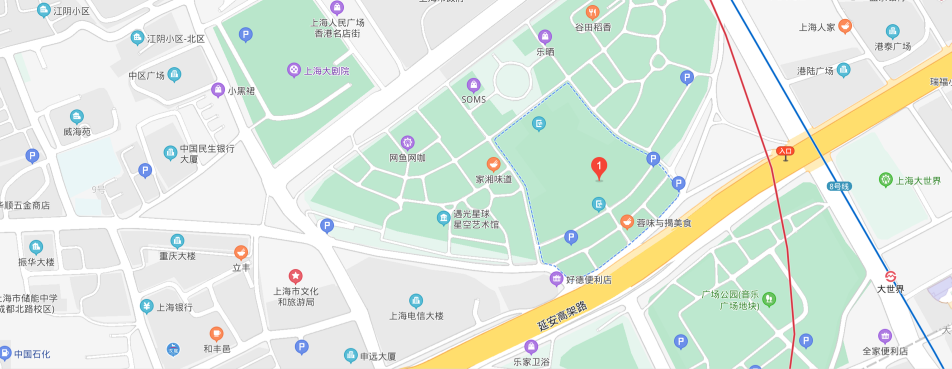 江阴小区
上海人民广场
香港名店街
谷田稻香
上海人家
港泰广场
P
江阴小区-北区
乐晒
中区广场
上海大剧院
港陆广场
瑞福
小黑裙
SOMS
P
威海苑
中国民生银行
大厦
网鱼网咖
入口
P
P
家湘味道
1
P
9号
P
8号线
上海大世界
华顺五金商店
遇光星球
星空艺术馆
蓉味与揭美食
P
P
振华大楼
重庆大楼
立丰
好德便利店
大世界
上海市文化
和旅游局
广场公园(音乐
广场地块)
上海市储能中学
成都北路校区)
上海银行
上海电信大楼
延安高架路
和丰邑
P
中国石化
P
申远大厦
乐家卫浴
P
P
全家便利店